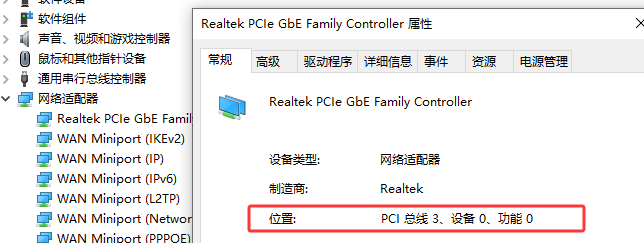 软件设备
软件组件
声音、视频和游戏控制器
鼠标和其他指针设备
通用串行总线控制器
网络适配器
Realtek PCIe GbE Family
WAN Miniport (IKEv2)
WAN Miniport (IP)
WAN Miniport (IPv6)
WAN Miniport (L2TP)
WAN Miniport (Networ
WAN Miniport (PPPOE)
Realtek PCIe GbE Family Controller 属性
常规 高级 驱动程序 详细信息 事件 资源 电源管理
Realtek PCIe GbE Family Controller
设备类型: 网络适配器
制造商: Realtek
位置: PCI 总线 3、设备 0、功能 0